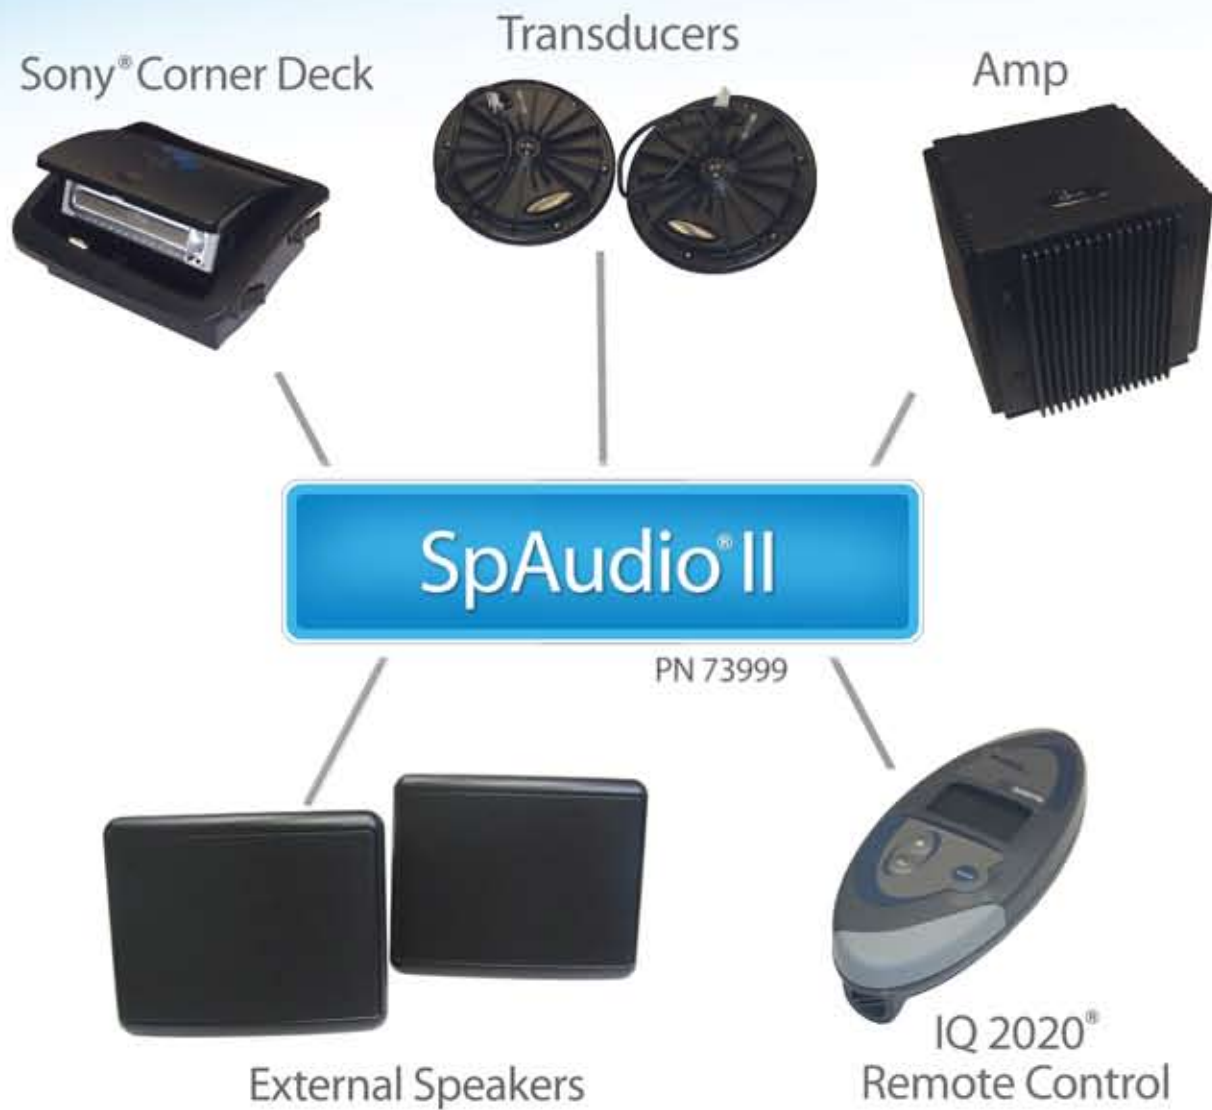 Transducers
Sony® Corner Deck
Amp
SpAudio® II
PN 73999
External Speakers
IQ 2020®
Remote Control